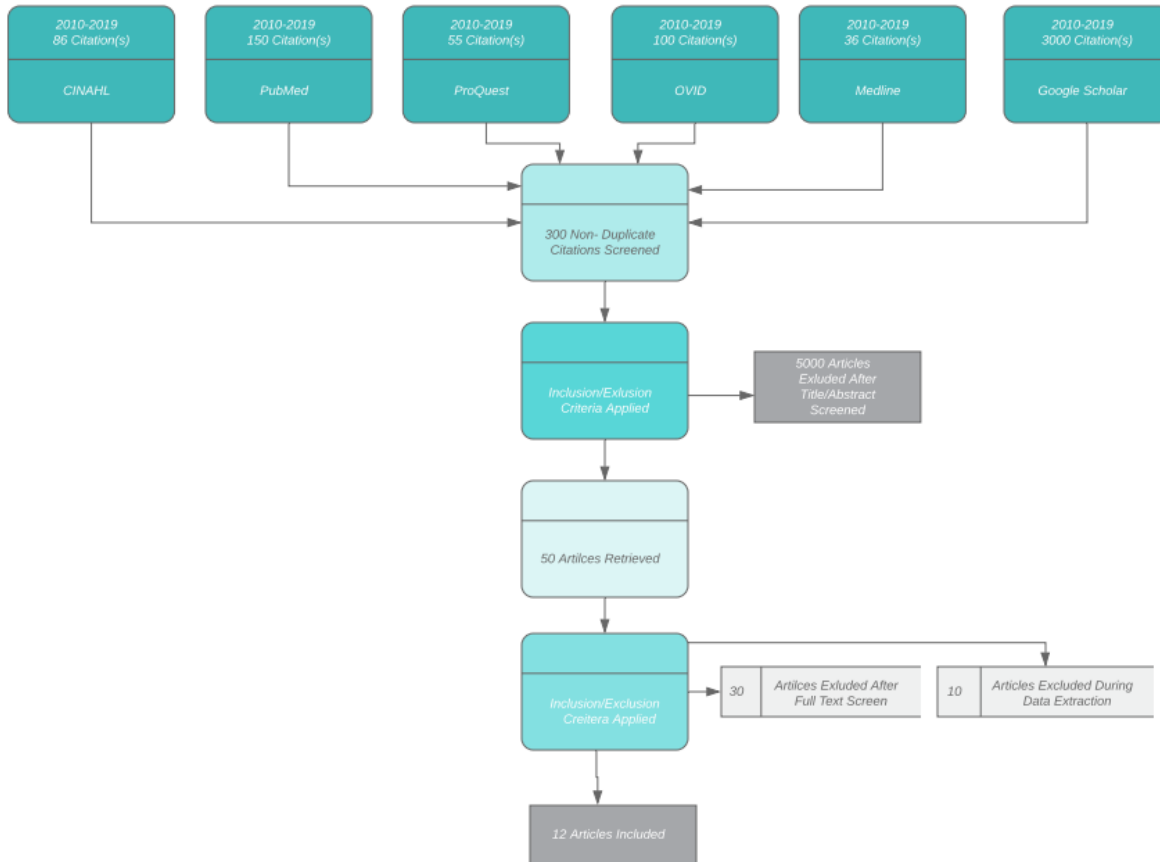 2010-2019
86 Citation(s)
CINAHL
2010-2019
150 Citation(s)
PubMed
2010-2019
55 Citation(s)
ProQuest
2010-2019
100 Citation(s)
OVID
2010-2019
36 Citation(s)
Medline
2010-2019
3000 Citation(s)
Google Scholar
300 Non- Duplicate
Citations Screened
Inclusion/Exlusion
Criteria Applied
5000 Articles
Exluded After
Title/Abstract
Screened
50 Artilces Retrieved
Inclusion/Exclusion
Creitera Applied
30
Artilces Exluded After
Full Text Screen
10
Articles Excluded During
Data Extraction
12 Articles Included